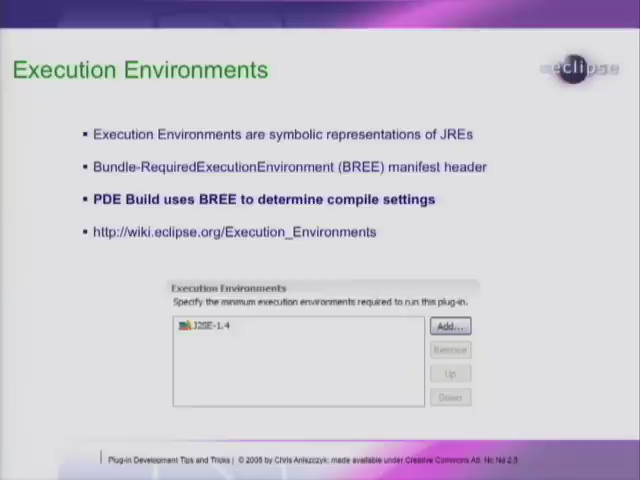 Execution Environments
eclipse
▪ Execution Environments are symbolic representations of JREs
▪ Bundle-RequiredExecutionEnvironment (BREE) manifest header
▪ PDE Build uses BREE to determine compile settings
▪ http://wiki.eclipse.org/Execution_Environments
Execution Environments
Specify the minimum execution environments required to run this plug-in.
J2SE-1.4
Add...
Remove
Up
Down
Plug-in Development Tips and Tricks | © 2008 by Chris Aniszczyk; made available under Creative Commons Att. Nc Nd 2.5